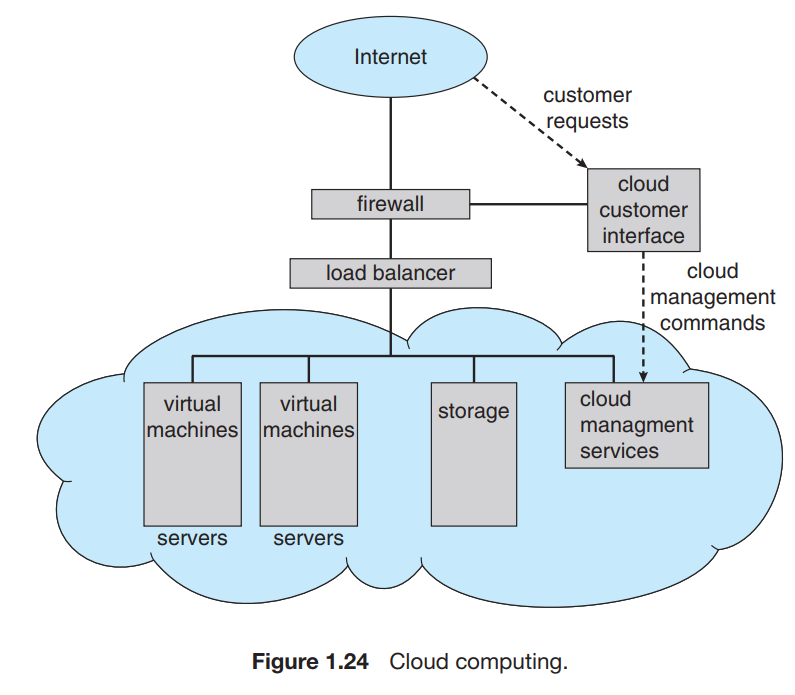 Internet
customer
requests
cloud
customer
interface
firewall
load balancer
cloud
management
commands
virtual
machines
virtual
machines
storage
cloud
managment
services
servers
servers
Figure 1.24 Cloud computing.